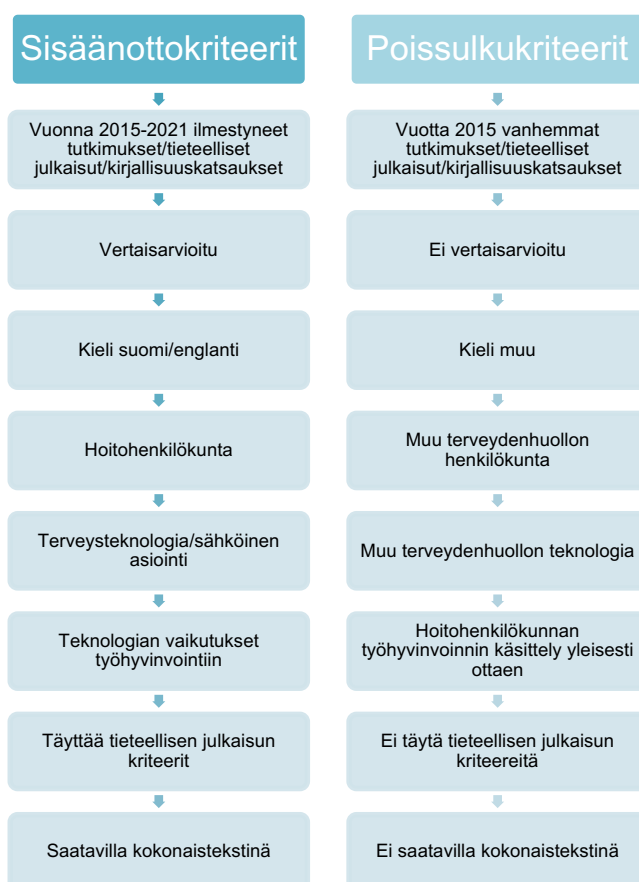 Sisäänottokriteerit
Vuonna 2015-2021 ilmestyneet
tutkimukset/tieteelliset
julkaisut/kirjallisuuskatsaukset
Vertaisarvioitu
Kieli suomi/englanti
Hoitohenkilökunta
Terveysteknologia/sähköinen
asiointi
Teknologian vaikutukset
työhyvinvointiin
Täyttää tieteellisen julkaisun
kriteerit
Saatavilla kokonaistekstinä
Poissulkukriteerit
Vuotta 2015 vanhemmat
tutkimukset/tieteelliset
julkaisut/kirjallisuuskatsaukset
Ei vertaisarvioitu
Kieli muu
Muu terveydenhuollon
henkilökunta
Muu terveydenhuollon teknologia
Hoitohenkilökunnan
työhyvinvoinnin käsittely yleisesti
ottaen
Ei täytä tieteellisen julkaisun
kriteereitä
Ei saatavilla kokonaistekstinä